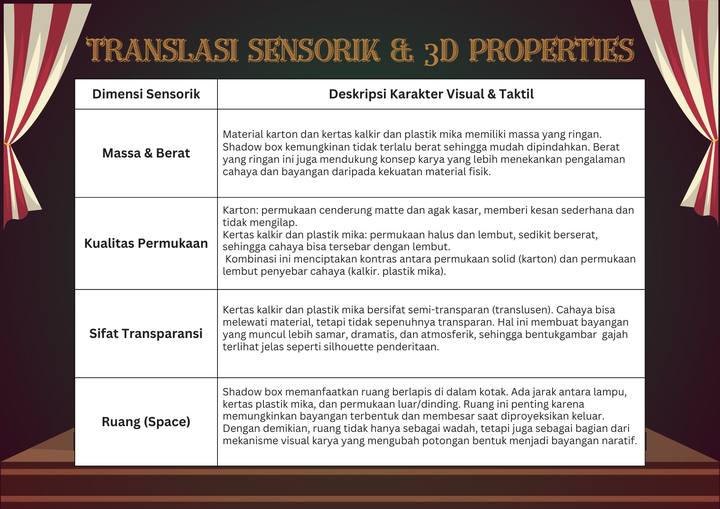 TRANSLASI SENSORIK & 3D PROPERTIES
Dimensi Sensorik
Deskripsi Karakter Visual & Taktil
Massa & Berat
Material karton dan kertas kalkir dan plastik mika memiliki massa yang ringan.
Shadow box kemungkinan tidak terlalu berat sehingga mudah dipindahkan. Berat
yang ringan ini juga mendukung konsep karya yang lebih menekankan pengalaman
cahaya dan bayangan daripada kekuatan material fisik.
Kualitas Permukaan
Karton: permukaan cenderung matte dan agak kasar, memberi kesan sederhana dan
tidak mengilap.
Kertas kalkir dan plastik mika: permukaan halus dan lembut, sedikit berserat,
sehingga cahaya bisa tersebar dengan lembut.
Kombinasi ini menciptakan kontras antara permukaan solid (karton) dan permukaan
lembut penyebar cahaya (kalkir. plastik mika).
Sifat Transparansi
Kertas kalkir dan plastik mika bersifat semi-transparan (translusen). Cahaya bisa
melewati material, tetapi tidak sepenuhnya transparan. Hal ini membuat bayangan
yang muncul lebih samar, dramatis, dan atmosferik, sehingga bentukgambar gajah
terlihat jelas seperti silhouette penderitaan.
Ruang (Space)
Shadow box memanfaatkan ruang berlapis di dalam kotak. Ada jarak antara lampu,
kertas plastik mika, dan permukaan luar/dinding. Ruang ini penting karena
memungkinkan bayangan terbentuk dan membesar saat diproyeksikan keluar.
Dengan demikian, ruang tidak hanya sebagai wadah, tetapi juga sebagai bagian dari
mekanisme visual karya yang mengubah potongan bentuk menjadi bayangan naratif.